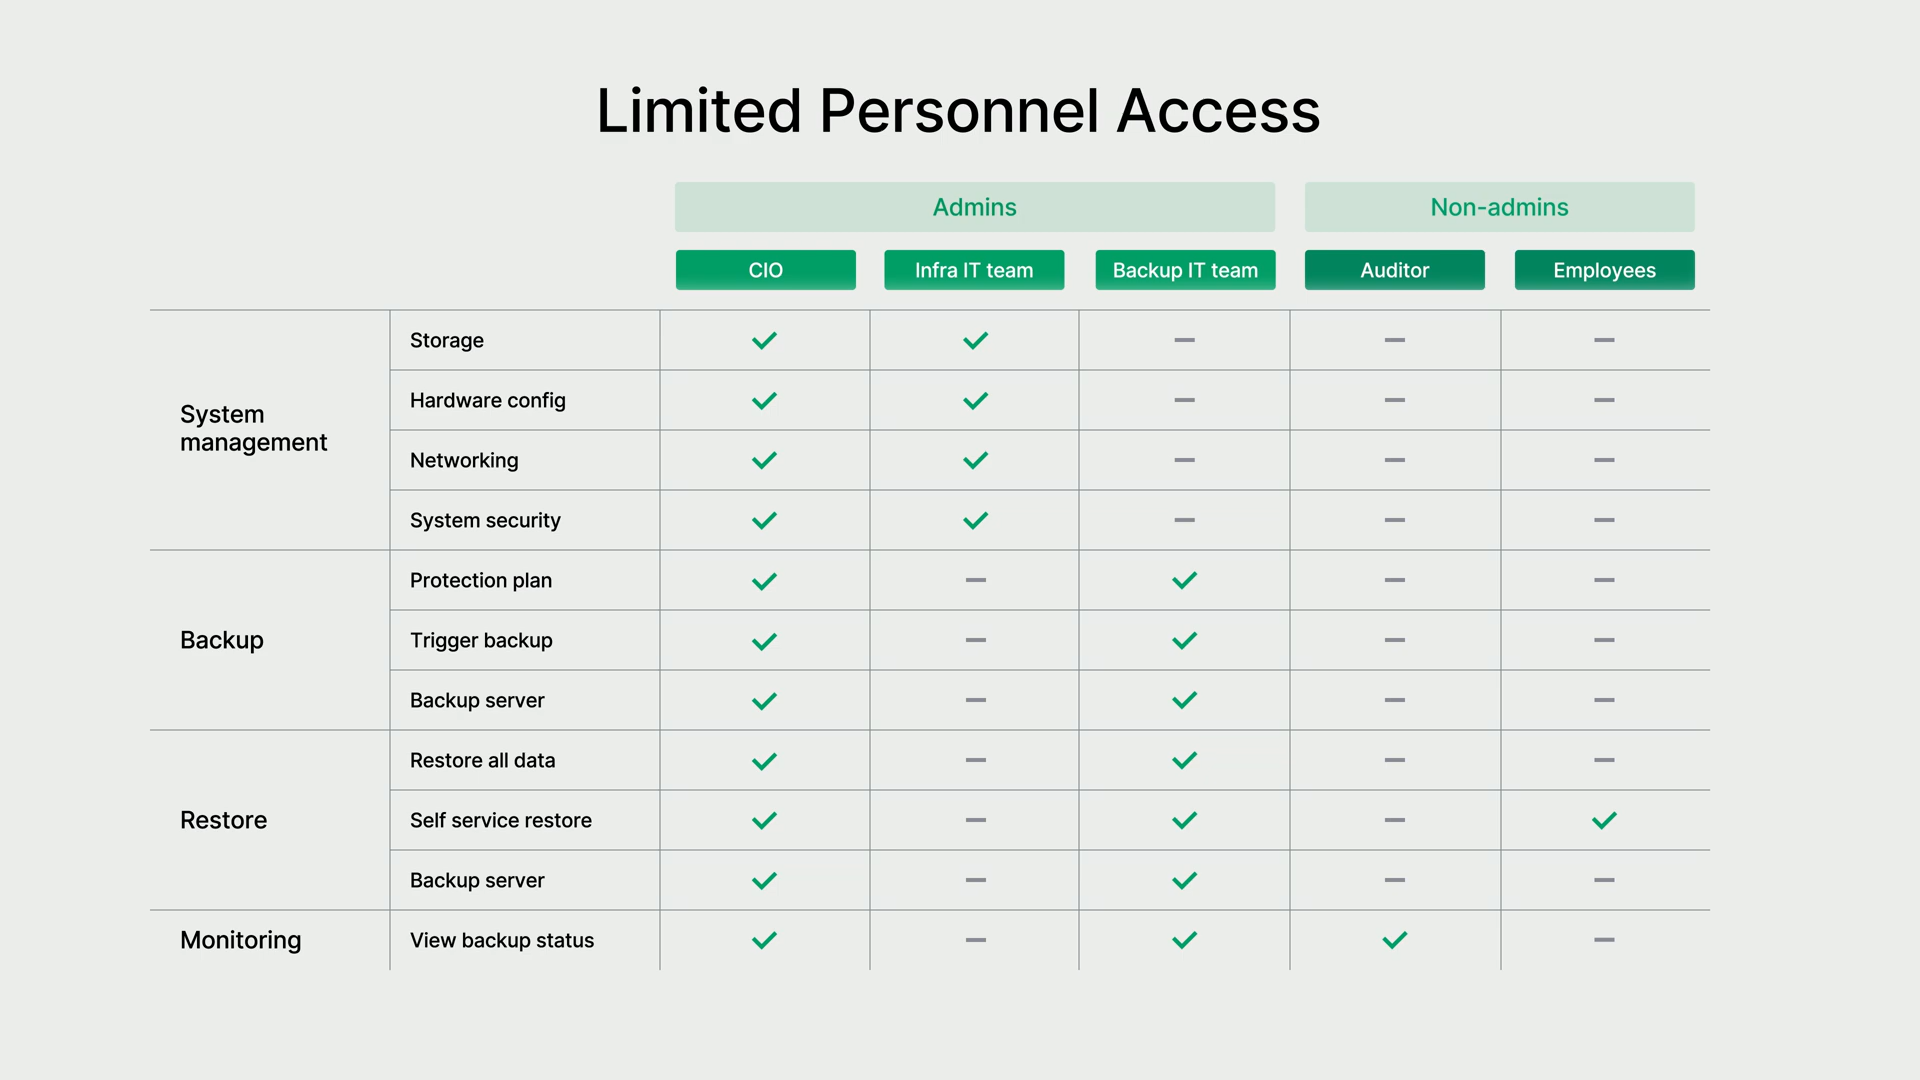 Limited Personnel Access
Admins
Non-admins
CIO
Infra IT team
Backup IT team
Auditor
Employees
System
management
Storage
Hardware config
Networking
System security
Backup
Protection plan
Trigger backup
Backup server
Restore
Restore all data
Self service restore
Backup server
Monitoring
View backup status